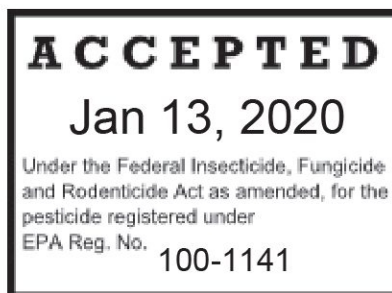 ACCEPTED
Jan 13, 2020
Under the Federal Insecticide, Fungicide
and Rodenticide Act as amended, for the
pesticide registered under
EPA Reg. No. 100-1141